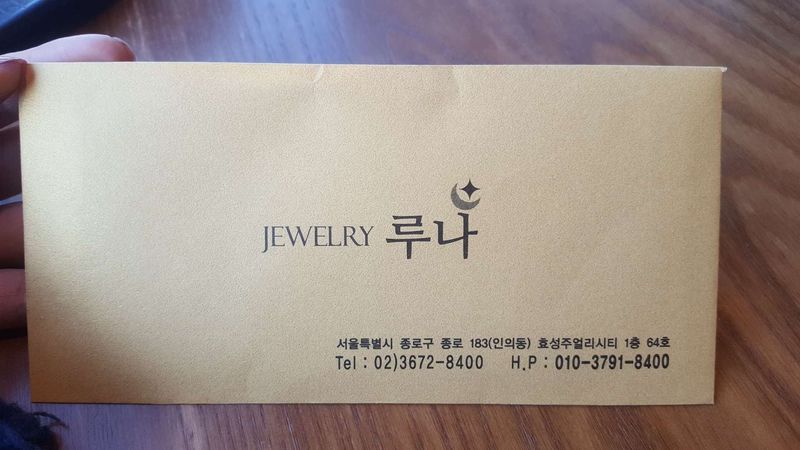 JEWELRY 루나
서울특별시 종로구 종로 183(인의동) 효성주얼리시티 1층 64호
Tel : 02)3672-8400 H.P : 010-3791-8400